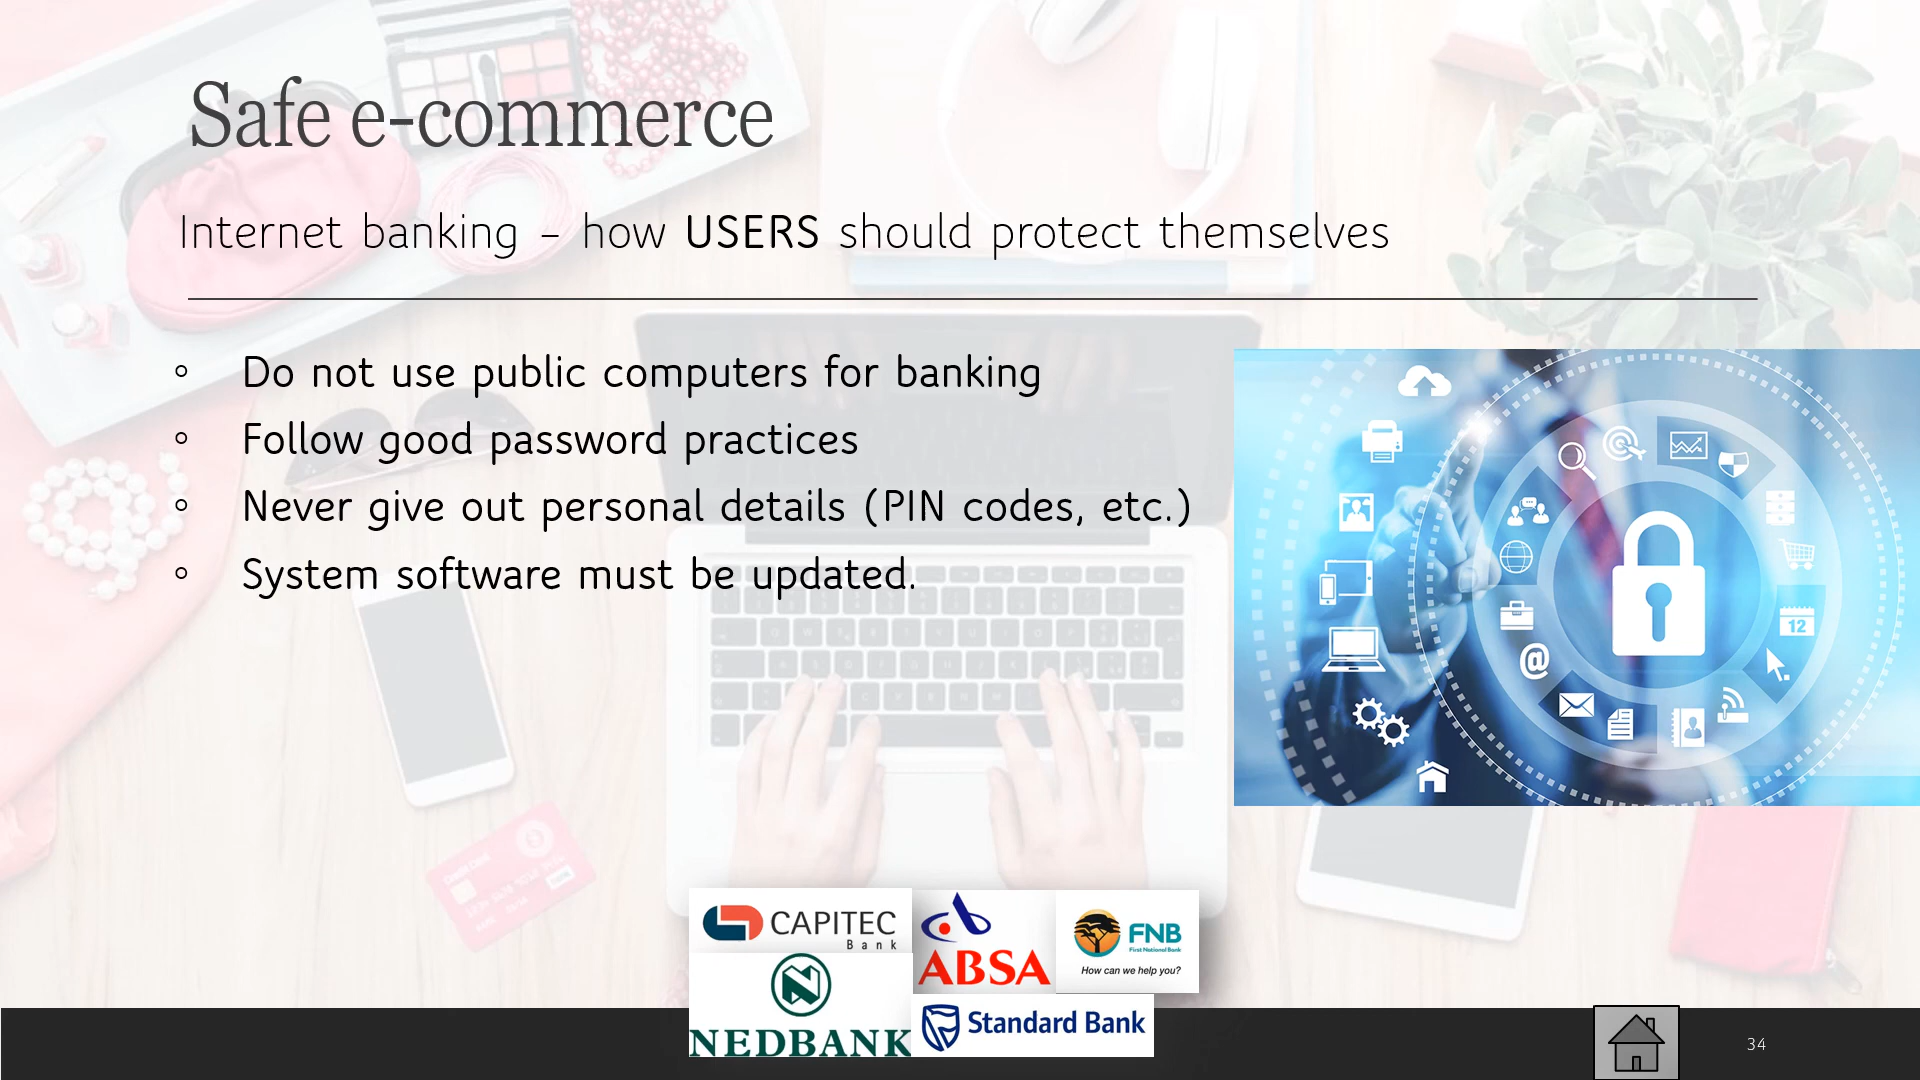 Safe e-commerce
Internet banking – how USERS should protect themselves
◦ Do not use public computers for banking
◦ Follow good password practices
◦ Never give out personal details (PIN codes, etc.)
◦ System software must be updated.
12
@
CAPITEC
Bank
ABSA
FNB
First National Bank
How can we help you?
NEDBANK
Standard Bank
34